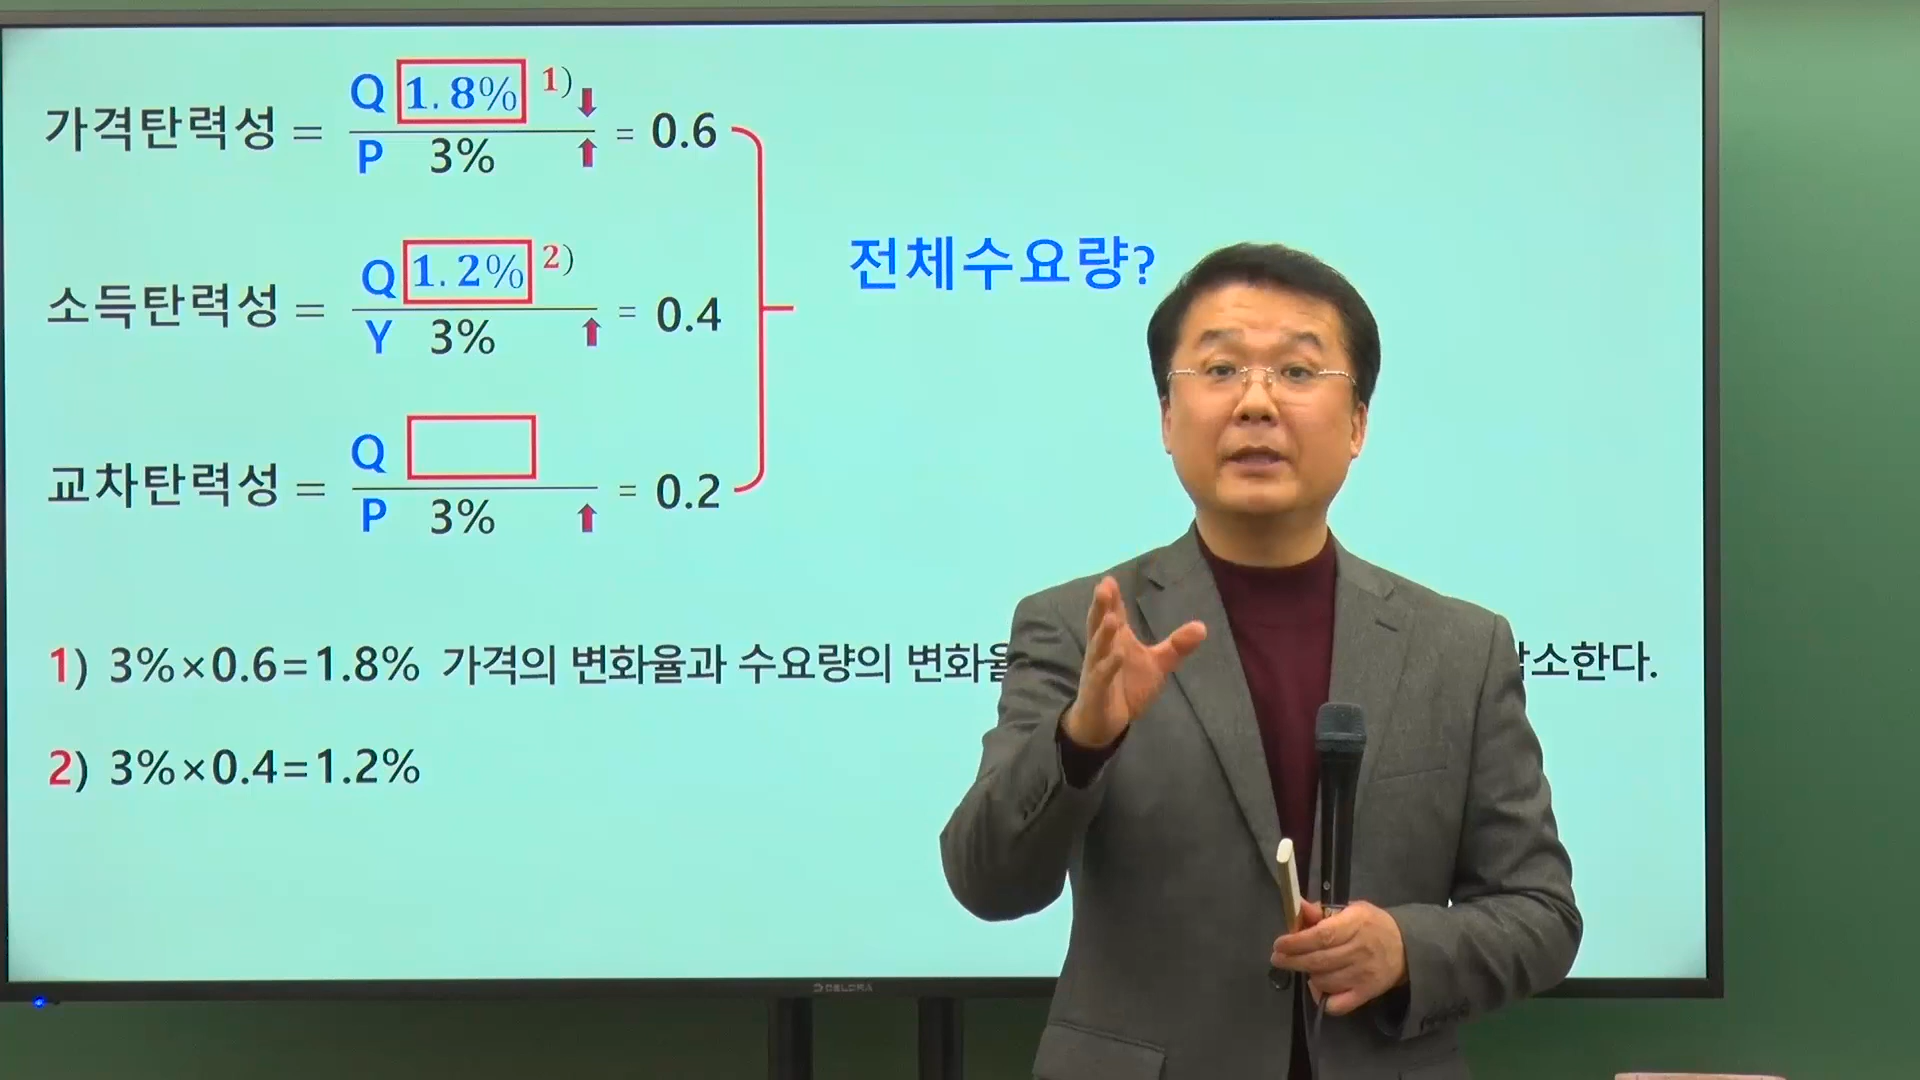 Q 1.8% 1) ⬇
가격탄력성 = = 0.6
P 3% ⬆
전체수요량?
Q 1.2% 2)
소득탄력성 = = 0.4
Y 3% ⬆
Q
교차탄력성 = = 0.2
P 3% ⬆
1) 3%×0.6=1.8% 가격의 변화율과 수요량의 변화율 소한다.
2) 3%×0.4=1.2%